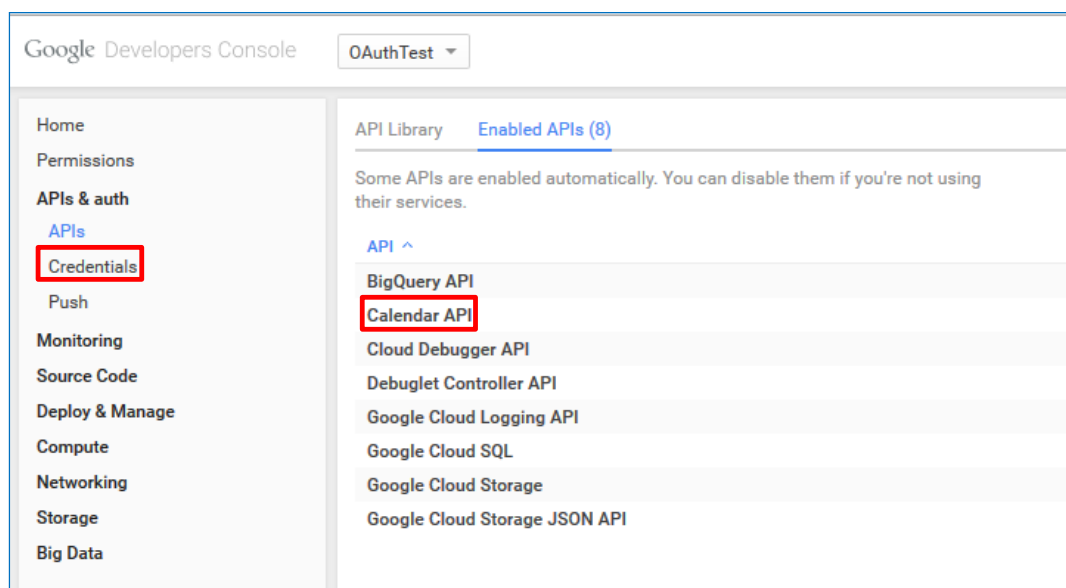 Google Developers Console
OAuthTest
Home
Permissions
APIs & auth
APIs
Credentials
Push
Monitoring
Source Code
Deploy & Manage
Compute
Networking
Storage
Big Data
API Library
Enabled APIs (8)
Some APIs are enabled automatically. You can disable them if you're not using
their services.
API
BigQuery API
Calendar API
Cloud Debugger API
Debuglet Controller API
Google Cloud Logging API
Google Cloud SQL
Google Cloud Storage
Google Cloud Storage JSON API